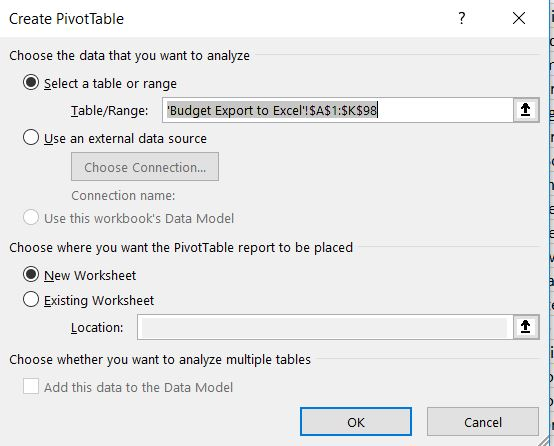 Create PivotTable ?
Choose the data that you want to analyze
Select a table or range
Table/Range: 'Budget Export to Excel'!$A$1:$K$98
Use an external data source
Choose Connection...
Connection name:
Use this workbook's Data Model
Choose where you want the PivotTable report to be placed
New Worksheet
Existing Worksheet
Location:
Choose whether you want to analyze multiple tables
Add this data to the Data Model
OK Cancel